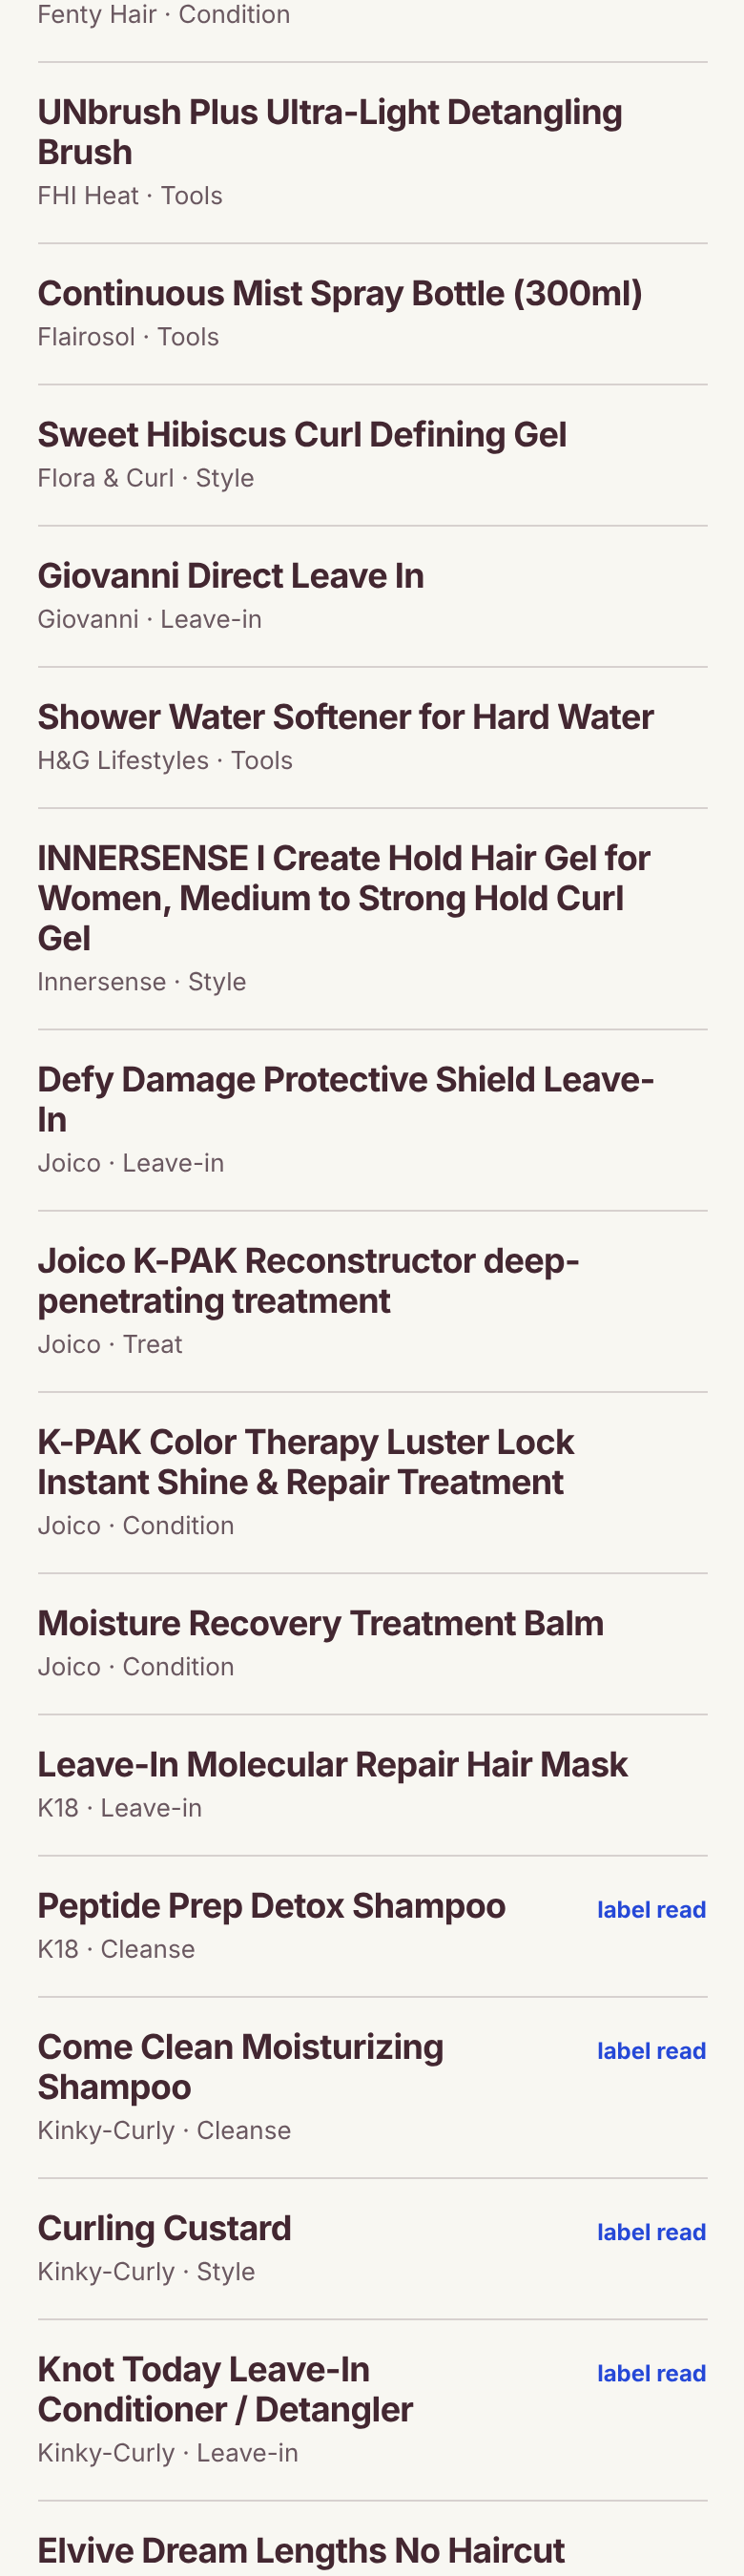 Fenty Hair · Condition
UNbrush Plus Ultra-Light Detangling
Brush
FHI Heat · Tools
Continuous Mist Spray Bottle (300ml)
Flairosol · Tools
Sweet Hibiscus Curl Defining Gel
Flora & Curl · Style
Giovanni Direct Leave In
Giovanni · Leave-in
Shower Water Softener for Hard Water
H&G Lifestyles · Tools
INNERSENSE I Create Hold Hair Gel for
Women, Medium to Strong Hold Curl
Gel
Innersense · Style
Defy Damage Protective Shield Leave-
In
Joico · Leave-in
Joico K-PAK Reconstructor deep-
penetrating treatment
Joico · Treat
K-PAK Color Therapy Luster Lock
Instant Shine & Repair Treatment
Joico · Condition
Moisture Recovery Treatment Balm
Joico · Condition
Leave-In Molecular Repair Hair Mask
K18 · Leave-in
Peptide Prep Detox Shampoo label read
K18 · Cleanse
Come Clean Moisturizing label read
Shampoo
Kinky-Curly · Cleanse
Curling Custard label read
Kinky-Curly · Style
Knot Today Leave-In label read
Conditioner / Detangler
Kinky-Curly · Leave-in
Elvive Dream Lengths No Haircut